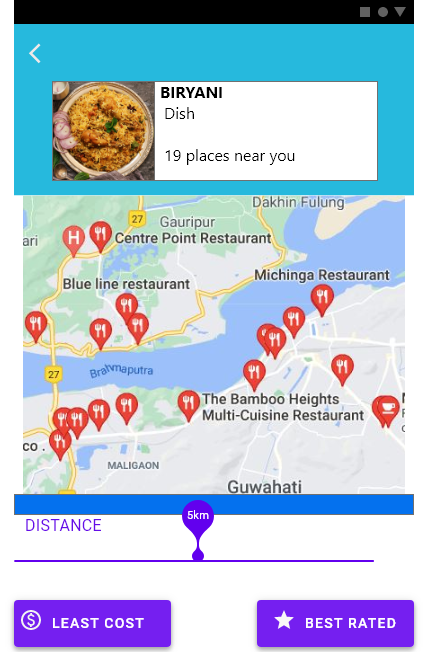 BIRYANI
Dish
19 places near you
Dakhin Fulung
27
Gauripur
ari
H
Centre Point Restaurant
Michinga Restaurant
Blue line restaurant
Brahmaputra
27
The Bamboo Heights
Multi-Cuisine Restaurant
N
co .
MALIGAON
Guwahati
5km
DISTANCE
LEAST COST
BEST RATED